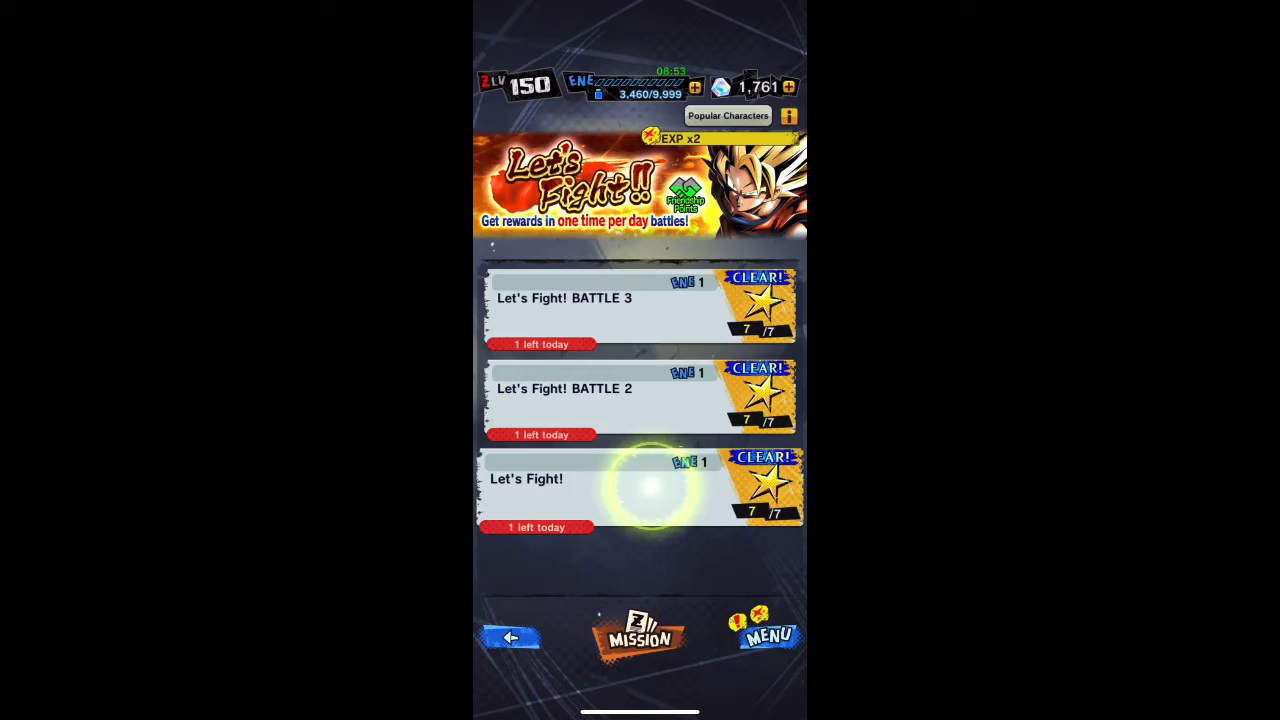 08:53
Z LV 150
ENE
3,460/9,999
1,761
Popular Characters
EXP x2
Let's
Fight!!
Friendship
Points
Get rewards in one time per day battles!
ENE 1
CLEAR!
Let's Fight! BATTLE 3
7/7
1 left today
ENE 1
CLEAR!
Let's Fight! BATTLE 2
7/7
1 left today
ENE 1
CLEAR!
Let's Fight!
7/7
1 left today
Z
MISSION
MENU